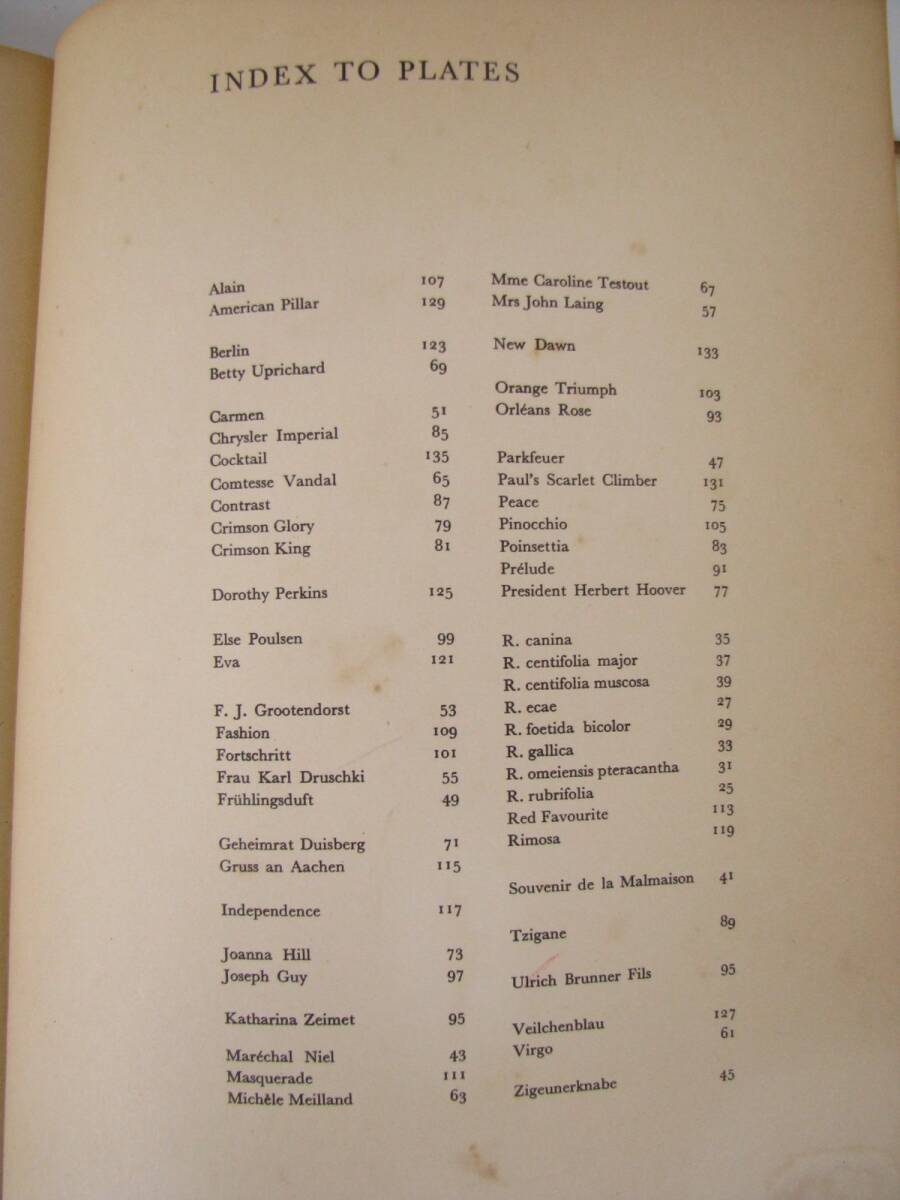 INDEX TO PLATES
Alain 107
American Pillar 129
Berlin 123
Betty Uprichard 69
Carmen 51
Chrysler Imperial 85
Cocktail 135
Comtesse Vandal 65
Contrast 87
Crimson Glory 79
Crimson King 81
Dorothy Perkins 125
Else Poulsen 99
Eva 121
F. J. Grootendorst 53
Fashion 109
Fortschritt 101
Frau Karl Druschki 55
Frühlingsduft 49
Geheimrat Duisberg 71
Gruss an Aachen 115
Independence 117
Joanna Hill 73
Joseph Guy 97
Katharina Zeimet 95
Maréchal Niel 43
Masquerade 111
Michèle Meilland 63
Mme Caroline Testout 67
Mrs John Laing 57
New Dawn 133
Orange Triumph 103
Orléans Rose 93
Parkfeuer 47
Paul's Scarlet Climber 131
Peace 75
Pinocchio 105
Poinsettia 83
Prélude 91
President Herbert Hoover 77
R. canina 35
R. centifolia major 37
R. centifolia muscosa 39
R. ecae 27
R. foetida bicolor 29
R. gallica 33
R. omeiensis pteracantha 31
R. rubrifolia 25
Red Favourite 113
Rimosa 119
Souvenir de la Malmaison 41
Tzigane 89
Ulrich Brunner Fils 95
Veilchenblau 127
Virgo 61
Zigeunerknabe 45